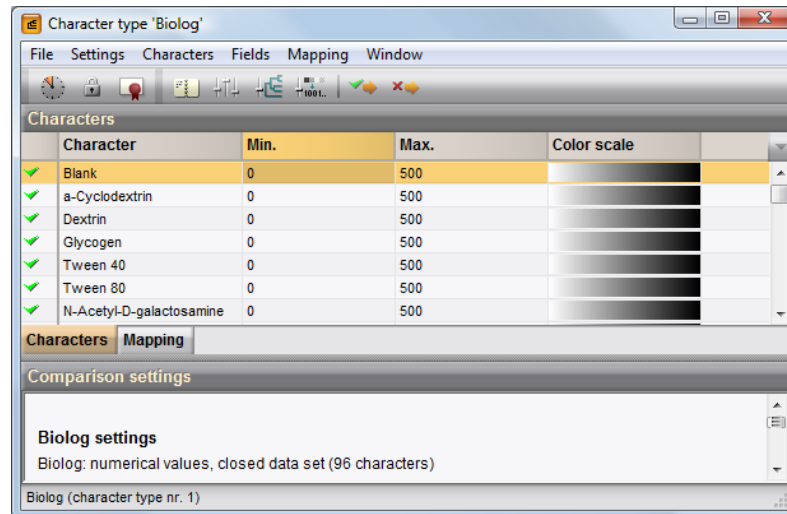 Character type 'Biolog'
File Settings Characters Fields Mapping Window
1001..
Characters
Character Min. Max. Color scale
Blank 0 500
a-Cyclodextrin 0 500
Dextrin 0 500
Glycogen 0 500
Tween 40 0 500
Tween 80 0 500
N-Acetyl-D-galactosamine 0 500
Characters Mapping
Comparison settings
Biolog settings
Biolog: numerical values, closed data set (96 characters)
Biolog (character type nr. 1)